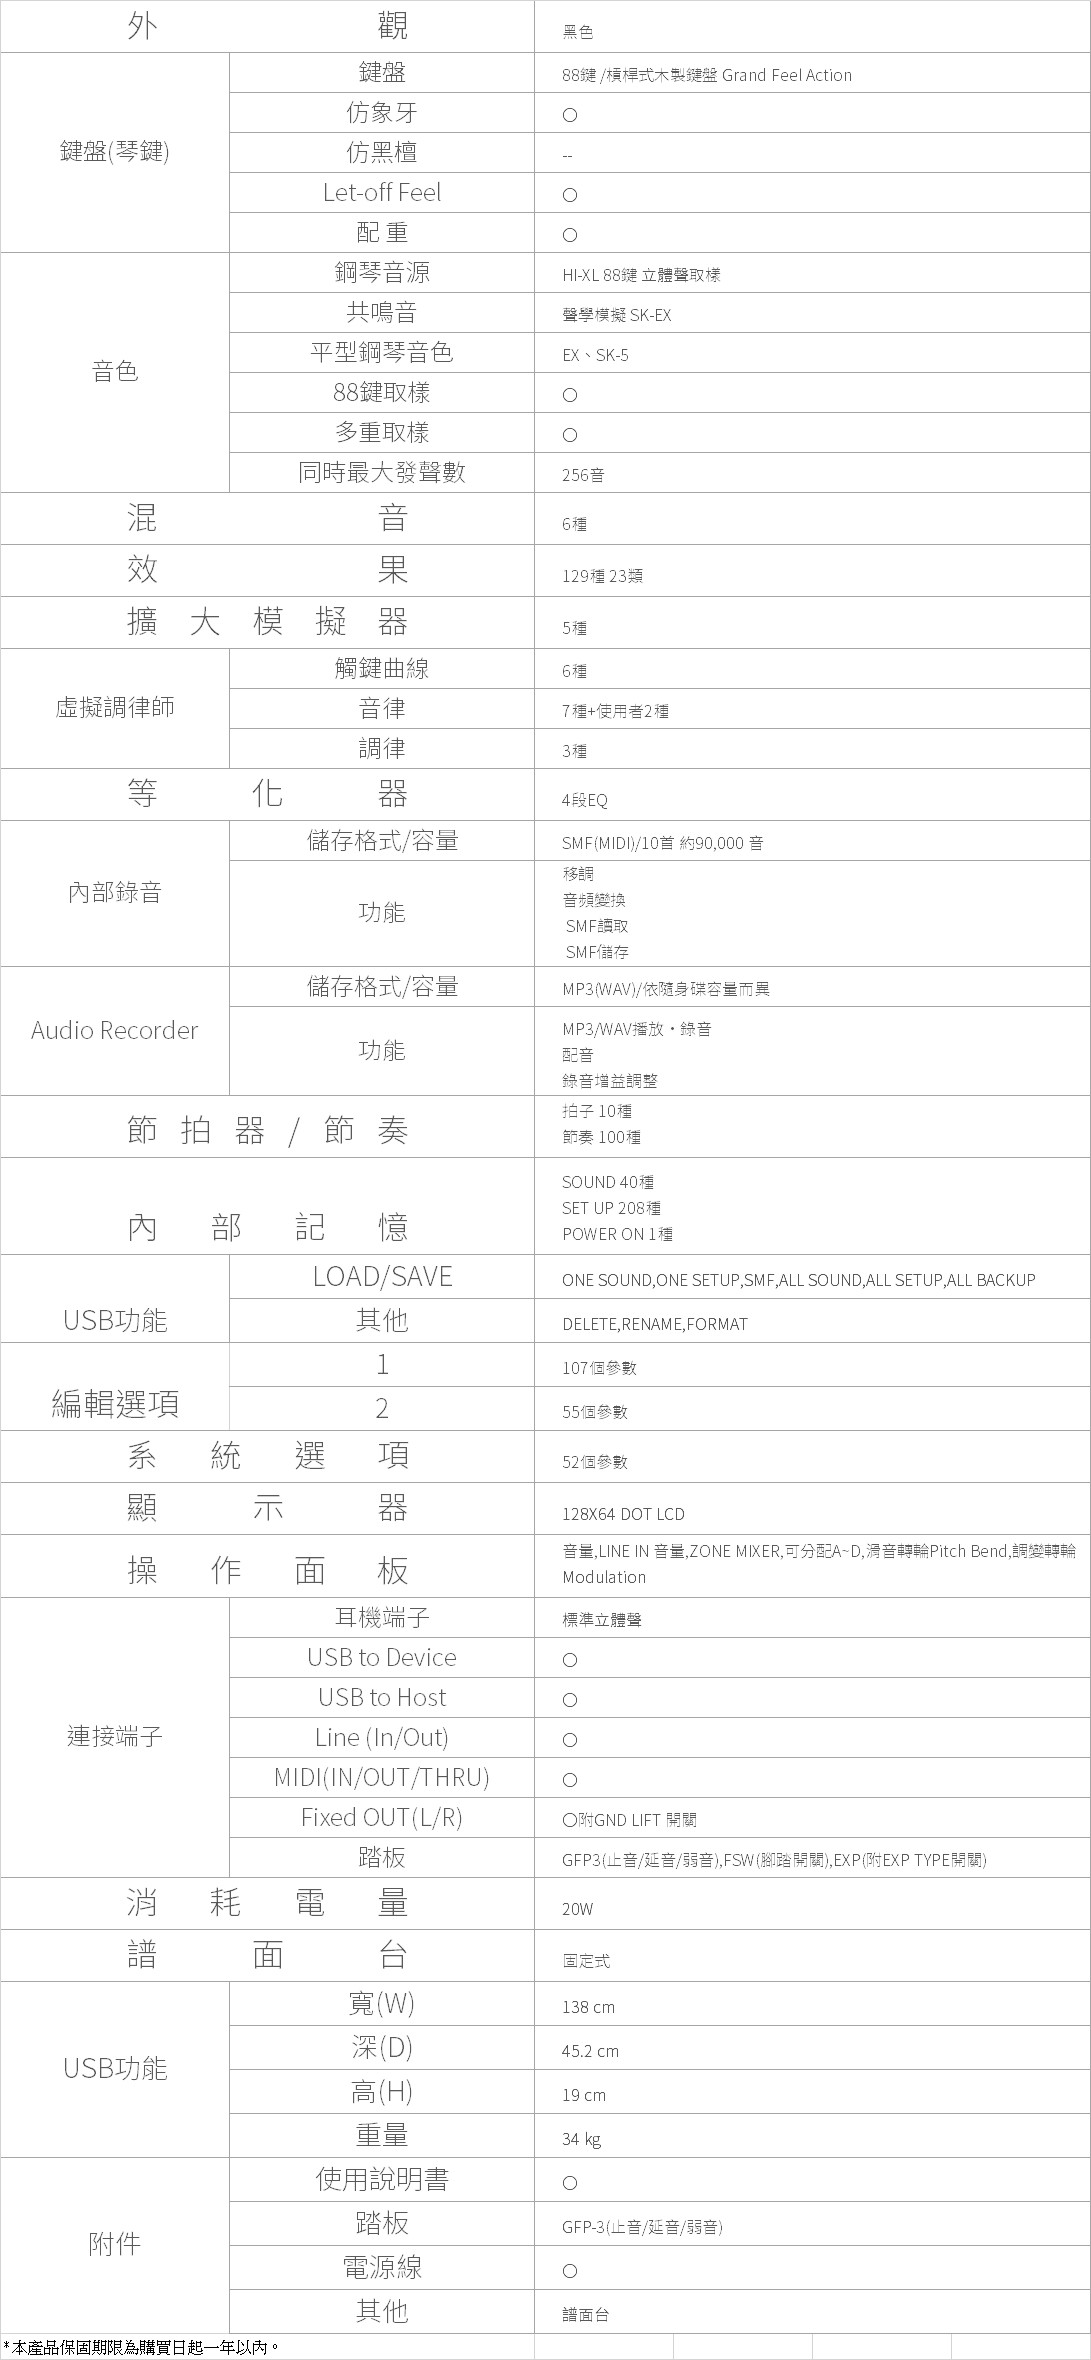 外觀 黑色
鍵盤(琴鍵)
鍵盤 88鍵 /槓桿式木製鍵盤 Grand Feel Action
仿象牙 〇
仿黑檀 --
Let-off Feel 〇
配 重 〇
音色
鋼琴音源 HI-XL 88鍵 立體聲取樣
共鳴音 聲學模擬 SK-EX
平型鋼琴音色 EX、SK-5
88鍵取樣 〇
多重取樣 〇
同時最大發聲數 256音
混音 6種
效果 129種 23類
擴大模擬器 5種
虛擬調律師
觸鍵曲線 6種
音律 7種+使用者2種
調律 3種
等化器 4段EQ
內部錄音
儲存格式/容量 SMF(MIDI)/10首 約90,000 音
功能
移調
音頻變換
SMF讀取
SMF儲存
Audio Recorder
儲存格式/容量 MP3(WAV)/依隨身碟容量而異
功能
MP3/WAV播放・錄音
配音
錄音增益調整
節拍器/節奏
拍子 10種
節奏 100種
內部記憶
SOUND 40種
SET UP 208種
POWER ON 1種
USB功能
LOAD/SAVE ONE SOUND,ONE SETUP,SMF,ALL SOUND,ALL SETUP,ALL BACKUP
其他 DELETE,RENAME,FORMAT
編輯選項
1 107個參數
2 55個參數
系統選項 52個參數
顯示器 128X64 DOT LCD
操作面板
音量,LINE IN 音量,ZONE MIXER,可分配A~D,滑音轉輪Pitch Bend,調變轉輪
Modulation
連接端子
耳機端子 標準立體聲
USB to Device 〇
USB to Host 〇
Line (In/Out) 〇
MIDI(IN/OUT/THRU) 〇
Fixed OUT(L/R) 〇附GND LIFT 開關
踏板 GFP3(止音/延音/弱音),FSW(腳踏開關),EXP(附EXP TYPE開關)
消耗電量 20W
譜面台 固定式
USB功能
寬(W) 138 cm
深(D) 45.2 cm
高(H) 19 cm
重量 34 kg
附件
使用說明書 〇
踏板 GFP-3(止音/延音/弱音)
電源線 〇
其他 譜面台
*本產品保固期限為購買日起一年以內。